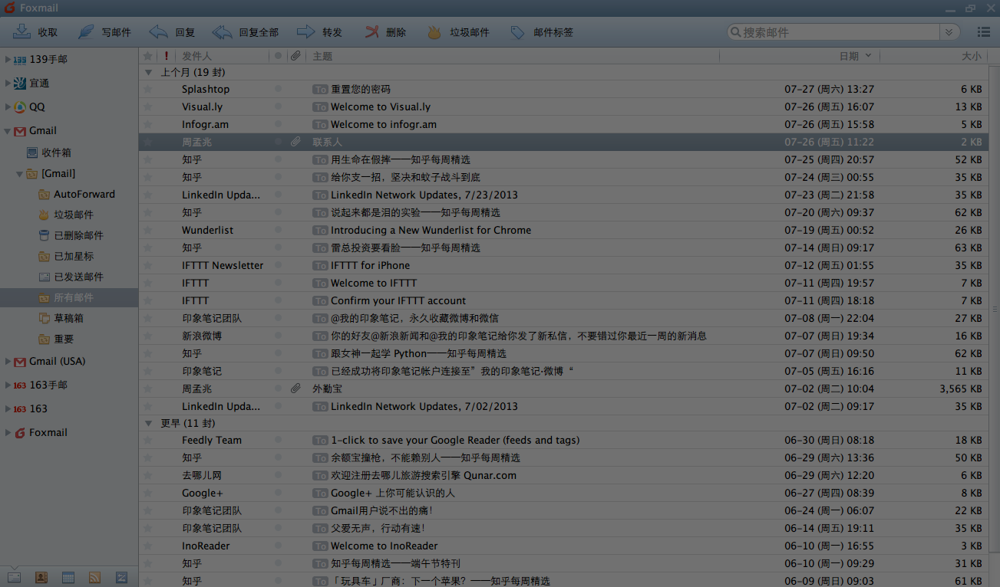 Foxmail
收取 写邮件 回复 回复全部 转发 删除 垃圾邮件 邮件标签 搜索邮件
139手邮
宜通
QQ
Gmail
收件箱
[Gmail]
AutoForward
垃圾邮件
已删除邮件
已加星标
已发送邮件
所有邮件
草稿箱
重要
Gmail (USA)
163手邮
163
Foxmail
! 发件人 主题 日期 大小
上个月 (19 封)
Splashtop To 重置您的密码 07-27 (周六) 13:27 6 KB
Visual.ly To Welcome to Visual.ly 07-26 (周五) 16:07 13 KB
Infogr.am To Welcome to infogr.am 07-26 (周五) 15:58 5 KB
周孟兆 联系人 07-26 (周五) 11:22 2 KB
知乎 To 用生命在假摔——知乎每周精选 07-25 (周四) 20:57 52 KB
知乎 To 给你支一招，坚决和蚊子战斗到底 07-24 (周三) 00:55 35 KB
LinkedIn Upda... To LinkedIn Network Updates, 7/23/2013 07-23 (周二) 21:58 35 KB
知乎 To 说起来都是泪的实验——知乎每周精选 07-20 (周六) 09:37 62 KB
Wunderlist To Introducing a New Wunderlist for Chrome 07-19 (周五) 00:52 26 KB
知乎 To 雷总投资要看脸——知乎每周精选 07-14 (周日) 09:17 63 KB
IFTTT Newsletter To IFTTT for iPhone 07-12 (周五) 01:55 35 KB
IFTTT To Welcome to IFTTT 07-11 (周四) 19:57 7 KB
IFTTT To Confirm your IFTTT account 07-11 (周四) 18:18 7 KB
印象笔记团队 To @我的印象笔记，永久收藏微博和微信 07-08 (周一) 22:04 27 KB
新浪微博 To 你的好友@新浪新闻和@我的印象笔记给你发了新私信，不要错过你最近一周的新消息 07-07 (周日) 19:34 16 KB
知乎 To 跟女神一起学 Python——知乎每周精选 07-07 (周日) 09:50 62 KB
印象笔记 To 已经成功将印象笔记帐户连接至”我的印象笔记·微博“ 07-05 (周五) 16:16 11 KB
周孟兆 外勤宝 07-02 (周二) 10:04 3,565 KB
LinkedIn Upda... To LinkedIn Network Updates, 7/02/2013 07-02 (周二) 09:17 35 KB
更早 (11 封)
Feedly Team To 1-click to save your Google Reader (feeds and tags) 06-30 (周日) 08:18 18 KB
知乎 To 余额宝撞枪，不能赖别人——知乎每周精选 06-29 (周六) 13:36 50 KB
去哪儿网 To 欢迎注册去哪儿旅游搜索引擎 Qunar.com 06-29 (周六) 12:20 6 KB
Google+ To Google+ 上你可能认识的人 06-27 (周四) 08:39 8 KB
印象笔记团队 To Gmail用户说不出的痛！ 06-24 (周一) 06:07 22 KB
印象笔记团队 To 父爱无声，行动有速！ 06-14 (周五) 19:11 35 KB
InoReader To Welcome to InoReader 06-10 (周一) 16:55 3 KB
知乎 To 知乎每周精选——端午节特刊 06-10 (周一) 09:29 31 KB
知乎 To 「玩具车」厂商：下一个苹果？——知乎每周精选 06-09 (周日) 09:03 61 KB